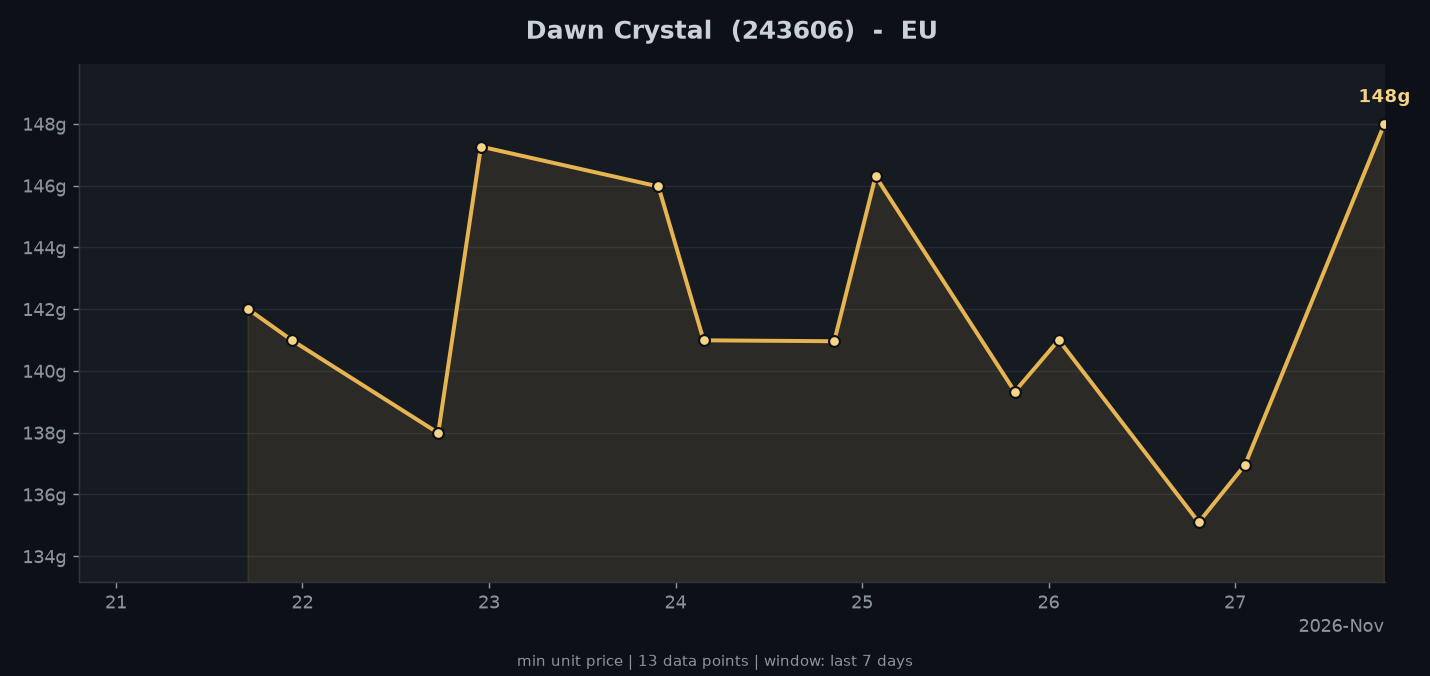 Dawn Crystal (243606) - EU
148g
148g
146g
144g
142g
140g
138g
136g
134g
21 22 23 24 25 26 27
2026-Nov
min unit price | 13 data points | window: last 7 days